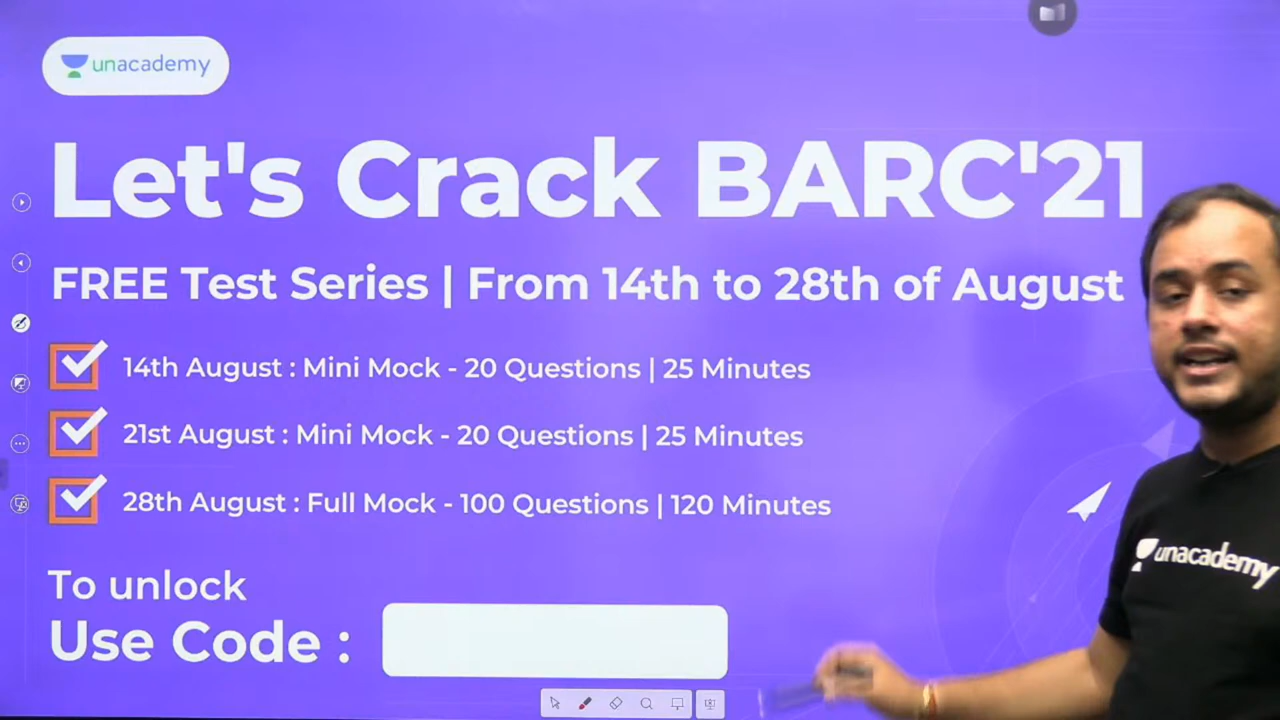 unacademy
Let's Crack BARC'21
FREE Test Series | From 14th to 28th of August
14th August : Mini Mock - 20 Questions | 25 Minutes
21st August : Mini Mock - 20 Questions | 25 Minutes
28th August : Full Mock - 100 Questions | 120 Minutes
To unlock
Use Code :
unacademy